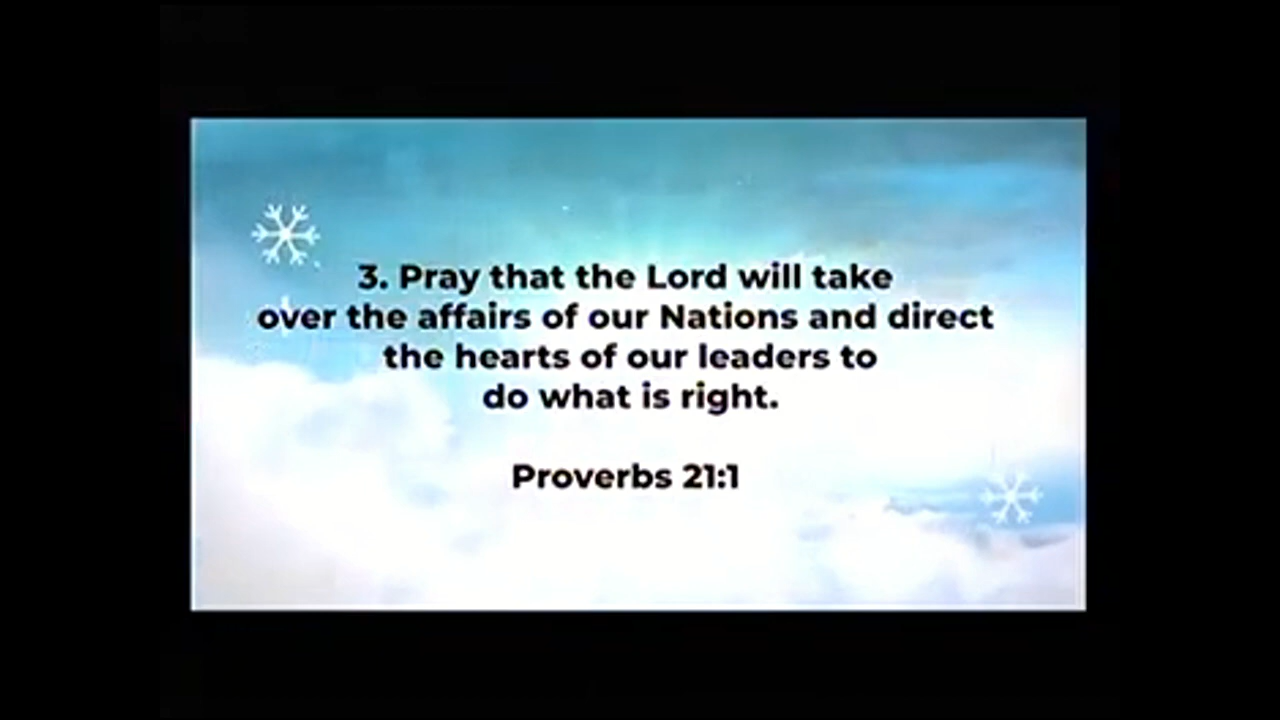 3. Pray that the Lord will take
over the affairs of our Nations and direct
the hearts of our leaders to
do what is right.
Proverbs 21:1